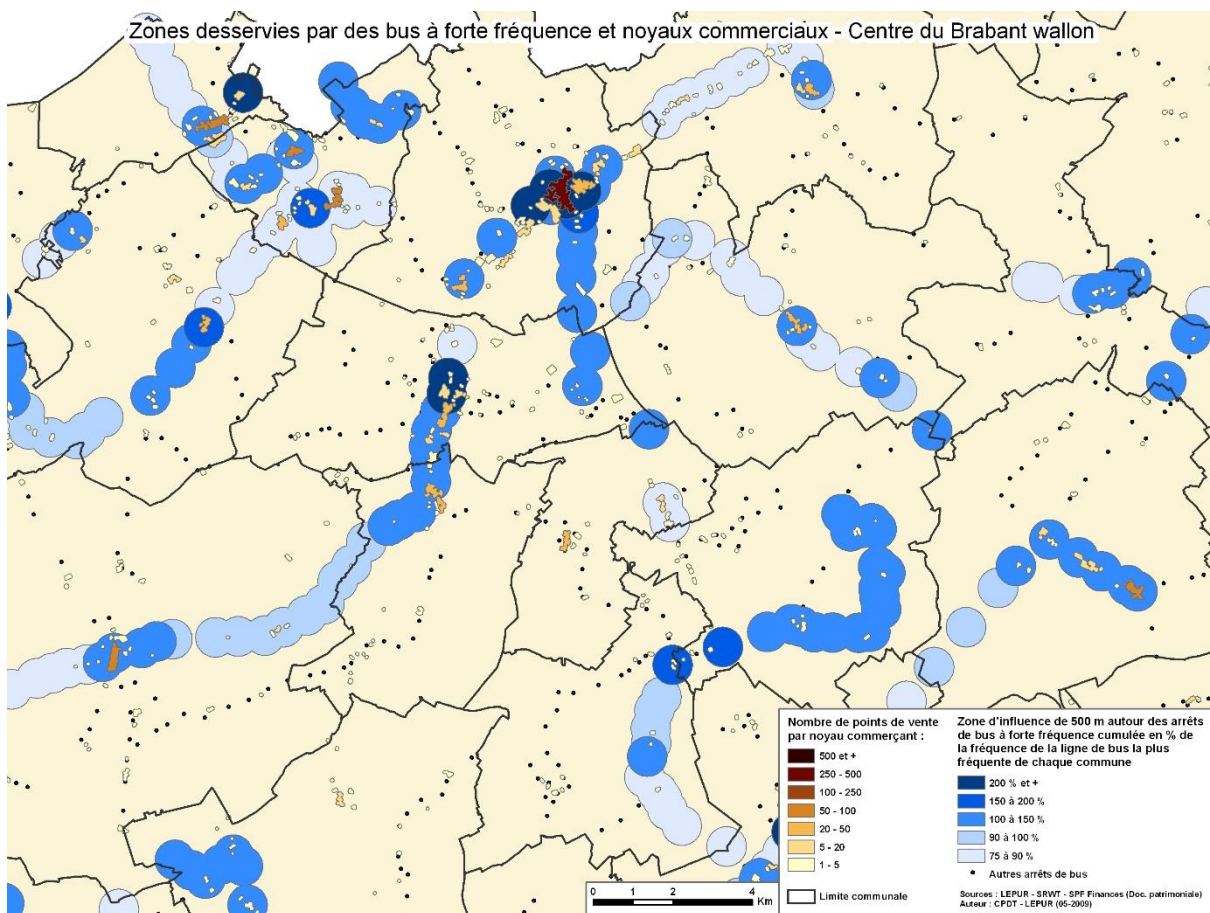 Zones desservies par des bus à forte fréquence et noyaux commerciaux - Centre du Brabant wallon
Nombre de points de vente
par noyau commerçant :
500 et +
250 - 500
100 - 250
50 - 100
20 - 50
5 - 20
1 - 5
Limite communale
Zone d'influence de 500 m autour des arrêts
de bus à forte fréquence cumulée en % de
la fréquence de la ligne de bus la plus
fréquente de chaque commune
200 % et +
150 à 200 %
100 à 150 %
90 à 100 %
75 à 90 %
Autres arrêts de bus
0 1 2 4
Km
Sources : LEPUR - SRWT - SPF Finances (Doc. patrimoniale)
Auteur : CPDT - LEPUR (05-2009)